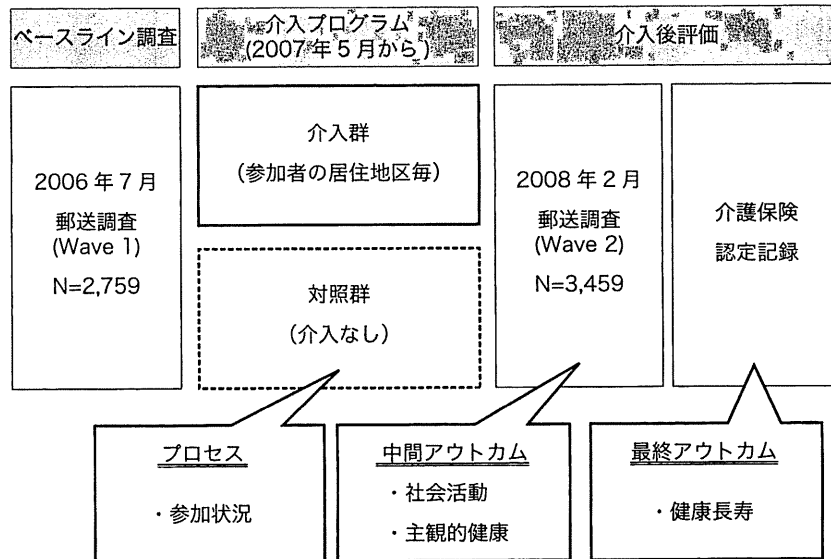 ベースライン調査
介入プログラム
(2007年5月から)
介入後評価
2006年7月
郵送調査
(Wave 1)
N=2,759
介入群
(参加者の居住地区毎)
対照群
(介入なし)
2008年2月
郵送調査
(Wave 2)
N=3,459
介護保険
認定記録
プロセス
・参加状況
中間アウトカム
・社会活動
・主観的健康
最終アウトカム
・健康長寿